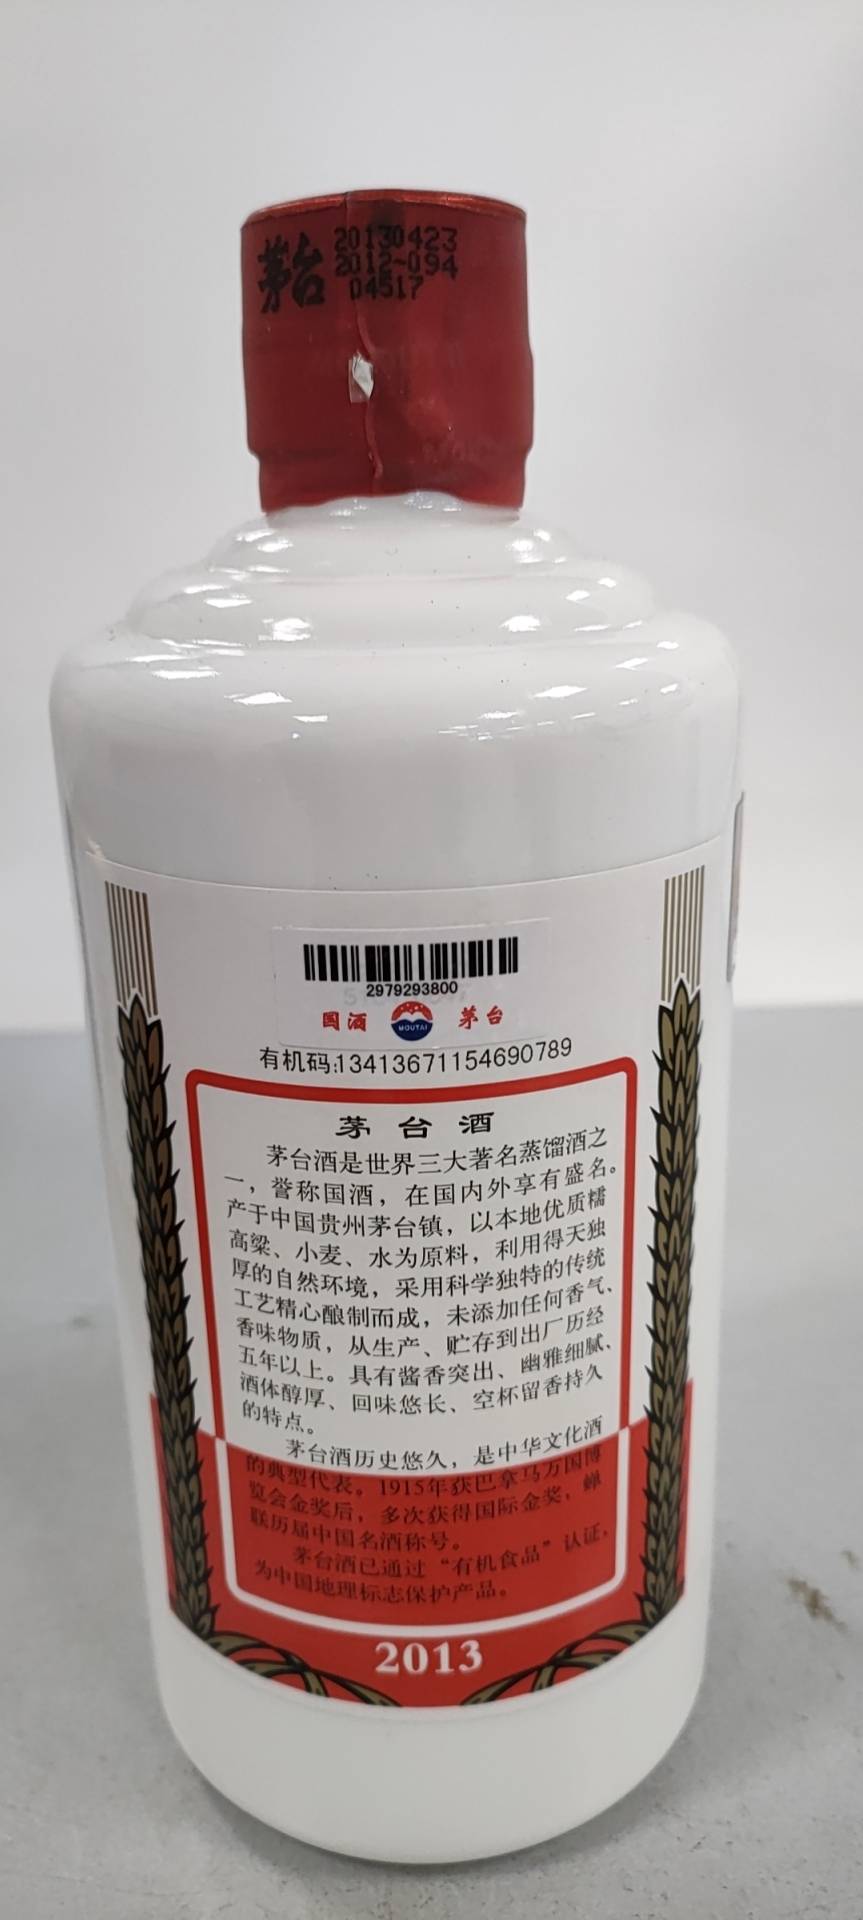 茅台
20130423
2012-094
04517
2979293800
国酒 MOUTAI 茅台
有机码:13413671154690789
茅台酒
茅台酒是世界三大著名蒸馏酒之
一，誉称国酒，在国内外享有盛名。
产于中国贵州茅台镇，以本地优质糯
高粱、小麦、水为原料，利用得天独
厚的自然环境，采用科学独特的传统
工艺精心酿制而成，未添加任何香气、
香味物质，从生产、贮存到出厂历经
五年以上。具有酱香突出、幽雅细腻、
酒体醇厚、回味悠长、空杯留香持久
的特点。
茅台酒历史悠久，是中华文化酒
的典型代表。1915年获巴拿马万国博
览会金奖后，多次获得国际金奖，蝉
联历届中国名酒称号。
茅台酒已通过“有机食品”认证，
为中国地理标志保护产品。
2013